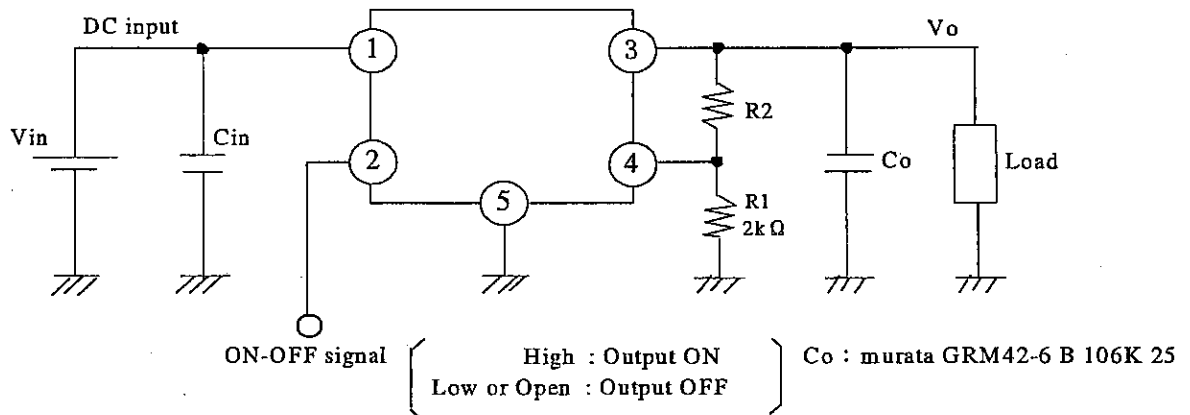 DC input
Vo
1
3
R2
Vin
Cin
2
4
Co
Load
5
R1
2kΩ
ON-OFF signal
High : Output ON
Low or Open : Output OFF
Co : murata GRM42-6 B 106K 25